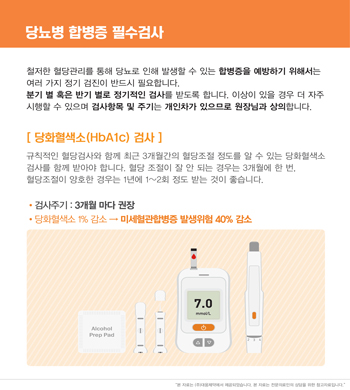 당뇨병 합병증 필수검사
철저한 혈당관리를 통해 당뇨로 인해 발생할 수 있는 합병증을 예방하기 위해서는
여러 가지 정기 검진이 반드시 필요합니다.
분기 별 혹은 반기 별로 정기적인 검사를 받도록 합니다. 이상이 있을 경우 더 자주
시행할 수 있으며 검사항목 및 주기는 개인차가 있으므로 원장님과 상의합니다.
[ 당화혈색소(HbA1c) 검사 ]
규칙적인 혈당검사와 함께 최근 3개월간의 혈당조절 정도를 알 수 있는 당화혈색소
검사를 함께 받아야 합니다. 혈당 조절이 잘 안 되는 경우는 3개월에 한 번,
혈당조절이 양호한 경우는 1년에 1~2회 정도 받는 것이 좋습니다.
• 검사주기 : 3개월 마다 권장
• 당화혈색소 1% 감소 → 미세혈관합병증 발생위험 40% 감소
7.0
mmol/L
Alcohol
Prep Pad